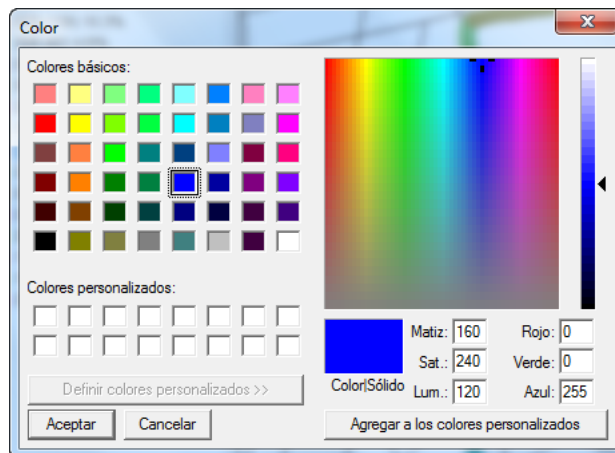 Color
Colores básicos:
Colores personalizados:
Definir colores personalizados >>
Aceptar
Cancelar
Color|Sólido
Matiz: 160
Sat.: 240
Lum.: 120
Rojo: 0
Verde: 0
Azul: 255
Agregar a los colores personalizados